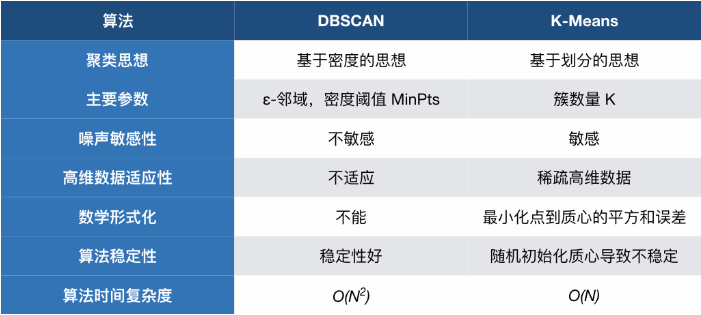 算法 DBSCAN K-Means
聚类思想 基于密度的思想 基于划分的思想
主要参数 ε-邻域，密度阈值 MinPts 簇数量 K
噪声敏感性 不敏感 敏感
高维数据适应性 不适应 稀疏高维数据
数学形式化 不能 最小化点到质心的平方和误差
算法稳定性 稳定性好 随机初始化质心导致不稳定
算法时间复杂度 O(N²) O(N)